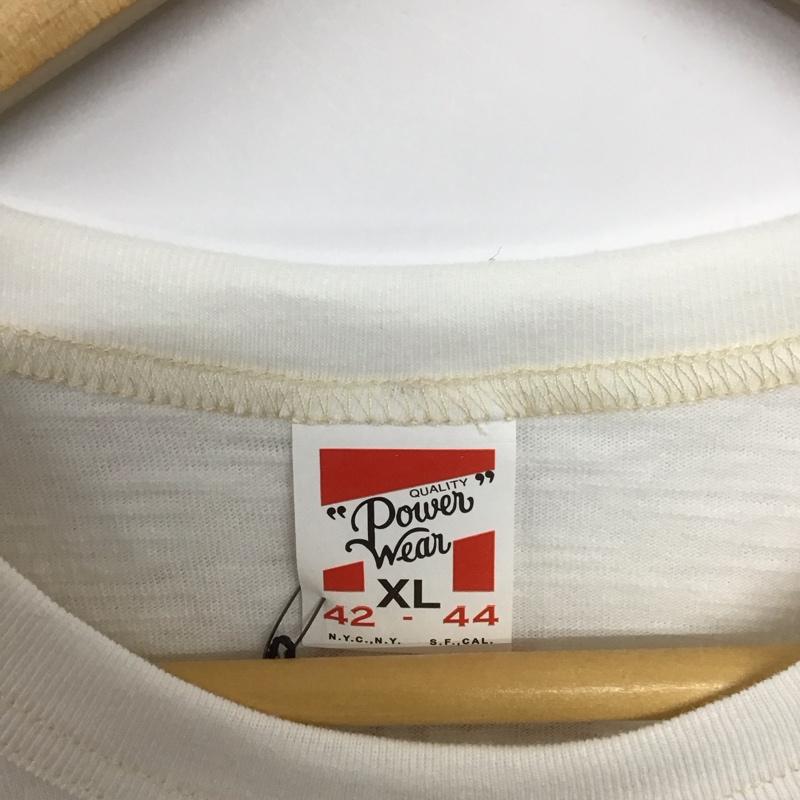 QUALITY
“Power”
Wear
XL
42 - 44
N.Y.C.,N.Y. S.F.,CAL.